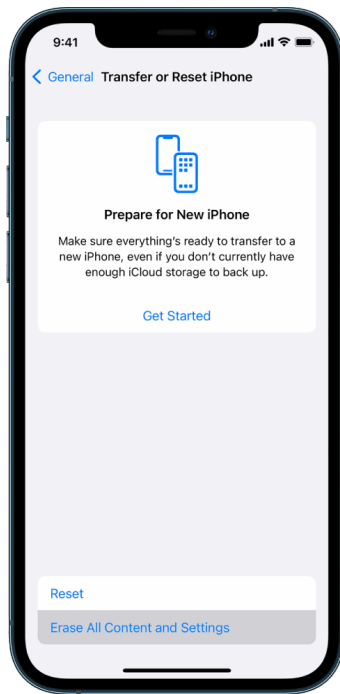 9:41
General Transfer or Reset iPhone
Prepare for New iPhone
Make sure everything's ready to transfer to a
new iPhone, even if you don't currently have
enough iCloud storage to back up.
Get Started
Reset
Erase All Content and Settings